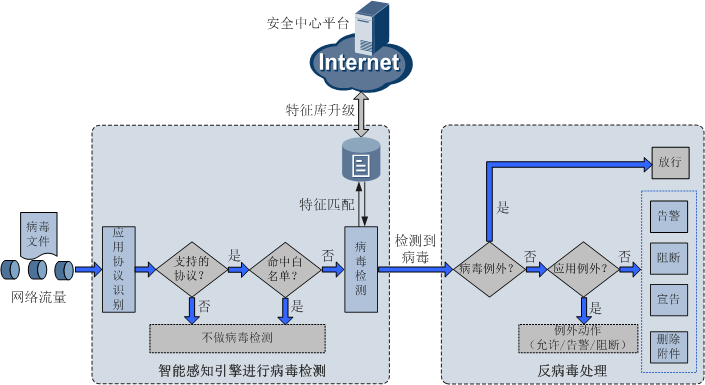 安全中心平台
Internet
特征库升级
特征匹配
病毒
文件
网络流量
应用协议识别
支持的
协议？
是
否
命中白
名单？
否
是
不做病毒检测
病毒检测
智能感知引擎进行病毒检测
检测到
病毒
病毒例外？
是
放行
否
应用例外？
否
是
例外动作
（允许/告警/阻断）
告警
阻断
宣告
删除
附件
反病毒处理